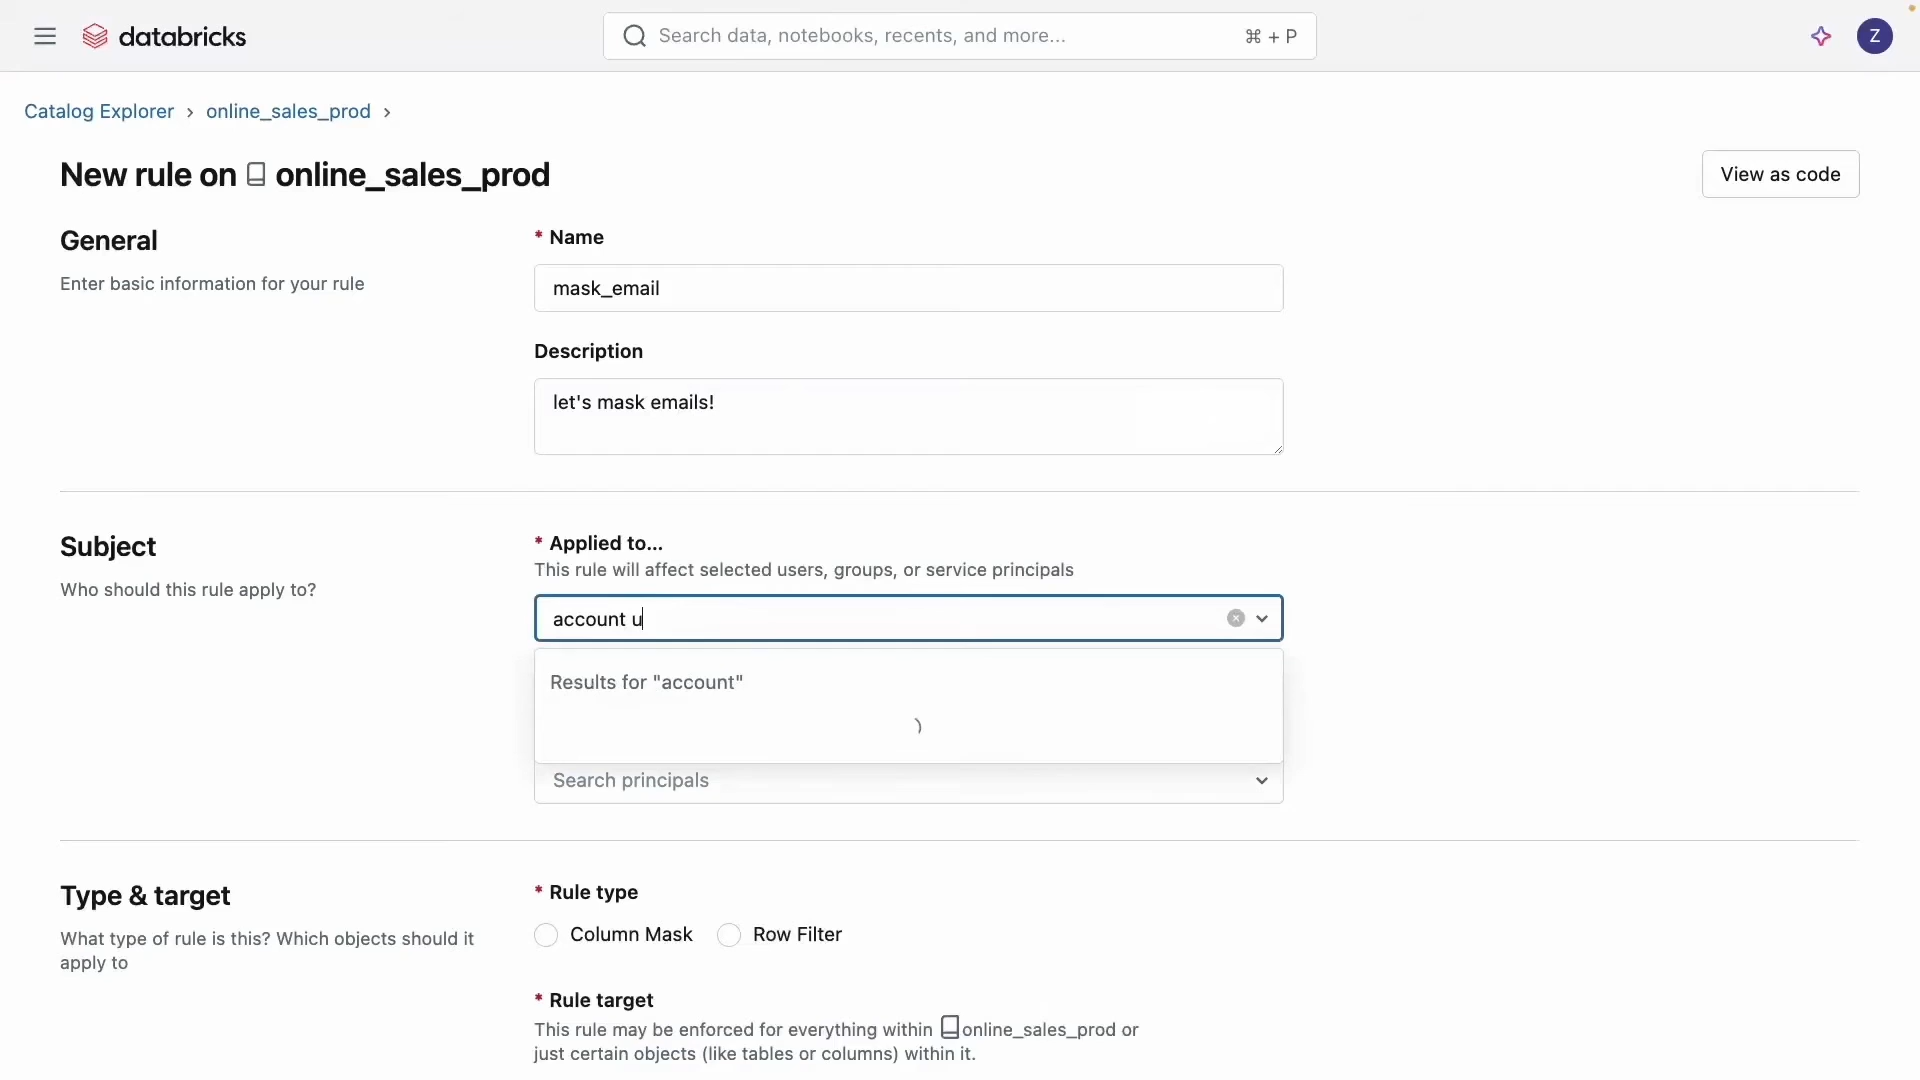 databricks
Search data, notebooks, recents, and more...
⌘ + P
Z
Catalog Explorer › online_sales_prod ›
New rule on online_sales_prod
View as code
General
Enter basic information for your rule
* Name
mask_email
Description
let's mask emails!
Subject
Who should this rule apply to?
* Applied to...
This rule will affect selected users, groups, or service principals
account u
Results for "account"
Search principals
Type & target
What type of rule is this? Which objects should it
apply to
* Rule type
Column Mask
Row Filter
* Rule target
This rule may be enforced for everything within online_sales_prod or
just certain objects (like tables or columns) within it.